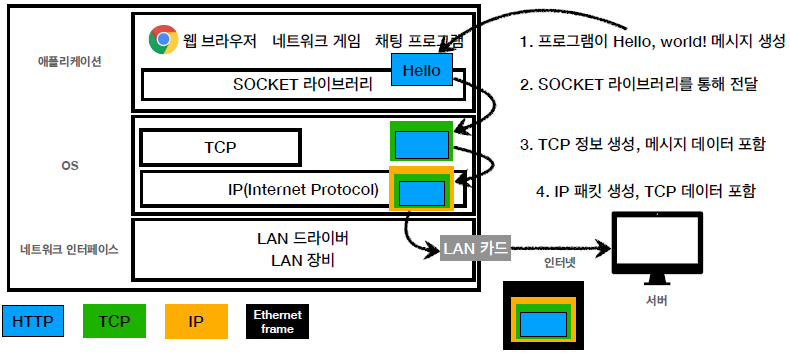 애플리케이션
웹 브라우저 네트워크 게임 채팅 프로그램
Hello
SOCKET 라이브러리
1. 프로그램이 Hello, world! 메시지 생성
2. SOCKET 라이브러리를 통해 전달
OS
TCP
IP(Internet Protocol)
3. TCP 정보 생성, 메시지 데이터 포함
4. IP 패킷 생성, TCP 데이터 포함
네트워크 인터페이스
LAN 드라이버
LAN 장비
LAN 카드
인터넷
서버
HTTP
TCP
IP
Ethernet
frame